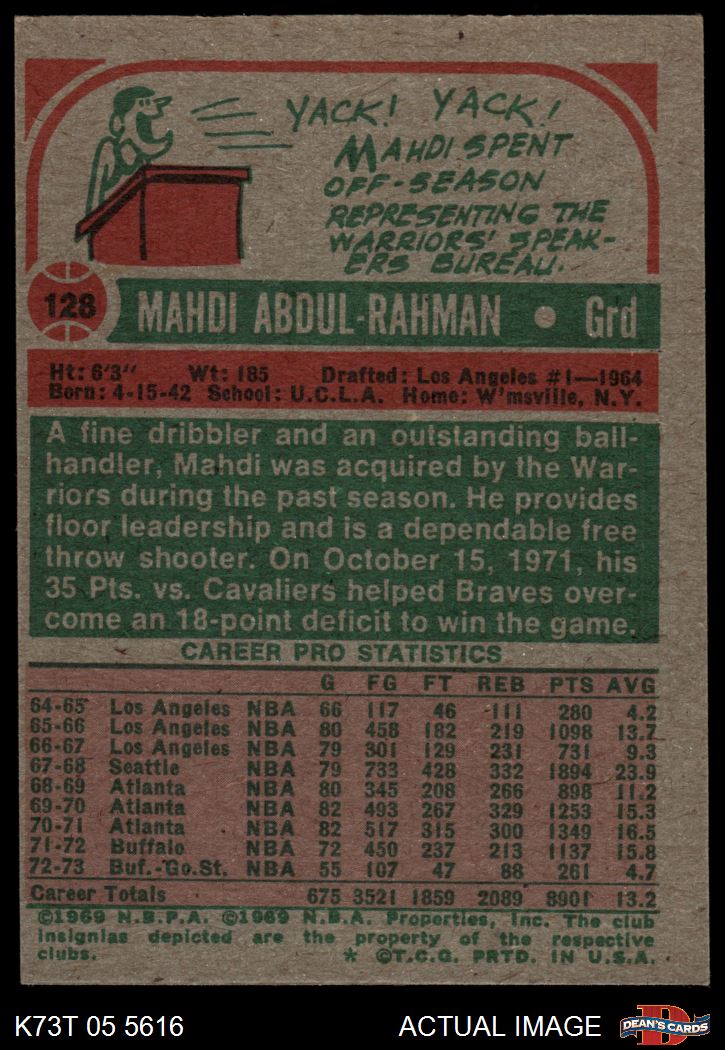 YACK! YACK!
MAHDI SPENT
OFF-SEASON
REPRESENTING THE
WARRIORS' SPEAK-
ERS BUREAU.
128 MAHDI ABDUL-RAHMAN • Grd
Ht: 6'3" Wt: 185 Drafted: Los Angeles #1—1964
Born: 4-15-42 School: U.C.L.A. Home: W'msville, N.Y.
A fine dribbler and an outstanding ball-
handler, Mahdi was acquired by the War-
riors during the past season. He provides
floor leadership and is a dependable free
throw shooter. On October 15, 1971, his
35 Pts. vs. Cavaliers helped Braves over-
come an 18-point deficit to win the game.
CAREER PRO STATISTICS
G FG FT REB PTS AVG
64-65 Los Angeles NBA 66 117 46 111 280 4.2
65-66 Los Angeles NBA 80 458 182 219 1098 13.7
66-67 Los Angeles NBA 79 301 129 231 731 9.3
67-68 Seattle NBA 79 733 428 332 1894 23.9
68-69 Atlanta NBA 80 345 208 266 898 11.2
69-70 Atlanta NBA 82 493 267 329 1253 15.3
70-71 Atlanta NBA 82 517 315 300 1349 16.5
71-72 Buffalo NBA 72 450 237 213 1137 15.8
72-73 Buf.-Go.St. NBA 55 107 47 88 261 4.7
Career Totals 675 3521 1859 2089 8901 13.2
©1969 N.B.P.A. ©1969 N.B.A. Properties, Inc. The club
insignias depicted are the property of the respective
clubs. * ©T.C.G. PRTD. IN U.S.A.
K73T 05 5616 ACTUAL IMAGE DEAN'S CARDS